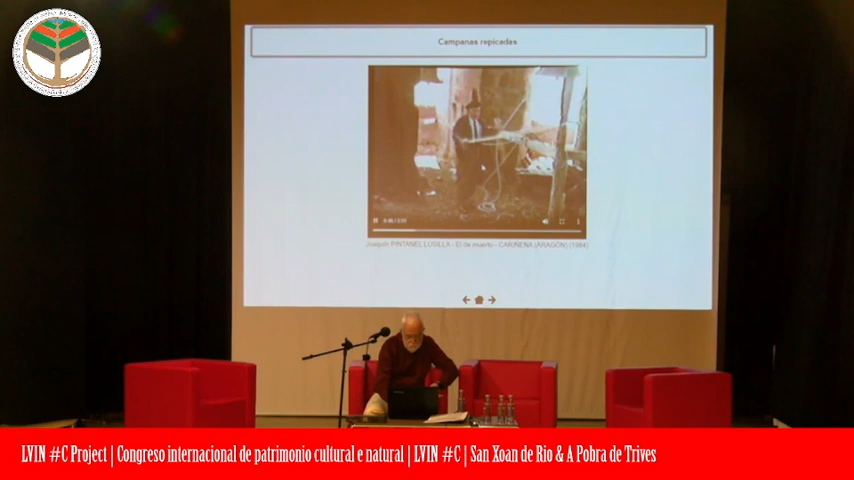 Campanas repicadas
Joaquín PINTANEL LUSILLA - El de muerto - CARIÑENA (ARAGÓN) (1984)
LVIN #C Project | Congreso internacional de patrimonio cultural e natural | LVIN #C | San Xoan de Rio & A Pobra de Trives